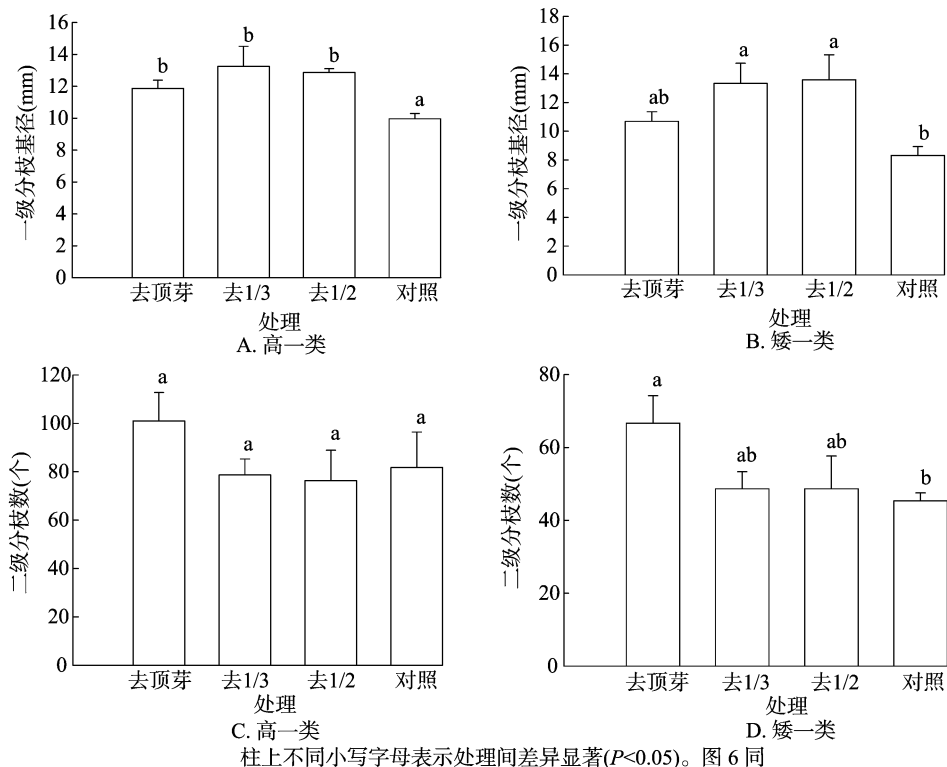 一级分枝基径(mm)
16
14
12
10
8
6
4
2
0
b
b
b
a
去顶芽 去1/3 去1/2 对照
处理
A. 高一类
一级分枝基径(mm)
18
16
14
12
10
8
6
4
2
0
ab
a
a
b
去顶芽 去1/3 去1/2 对照
处理
B. 矮一类
二级分枝数(个)
120
100
80
60
40
20
0
a
a
a
a
去顶芽 去1/3 去1/2 对照
处理
C. 高一类
二级分枝数(个)
80
60
40
20
0
a
ab
ab
b
去顶芽 去1/3 去1/2 对照
处理
D. 矮一类
柱上不同小写字母表示处理间差异显著(P<0.05)。图 6 同